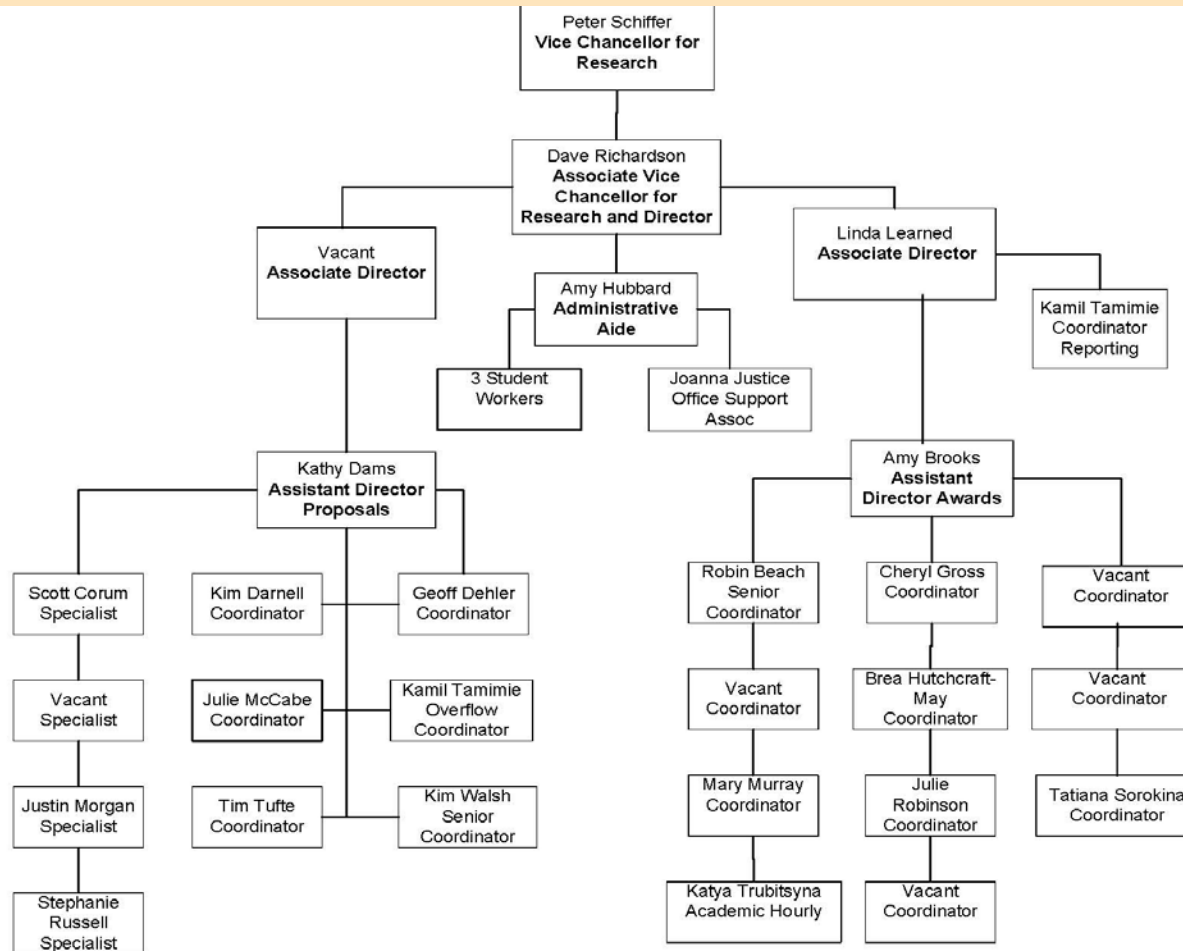 Peter Schiffer
Vice Chancellor for
Research
Dave Richardson
Associate Vice
Chancellor for
Research and Director
Vacant
Associate Director
Linda Learned
Associate Director
Amy Hubbard
Administrative
Aide
Kamil Tamimie
Coordinator
Reporting
3 Student
Workers
Joanna Justice
Office Support
Assoc
Kathy Dams
Assistant Director
Proposals
Amy Brooks
Assistant
Director Awards
Scott Corum
Specialist
Kim Darnell
Coordinator
Geoff Dehler
Coordinator
Robin Beach
Senior
Coordinator
Cheryl Gross
Coordinator
Vacant
Coordinator
Vacant
Specialist
Julie McCabe
Coordinator
Kamil Tamimie
Overflow
Coordinator
Vacant
Coordinator
Brea Hutchcraft-
May
Coordinator
Vacant
Coordinator
Justin Morgan
Specialist
Tim Tufte
Coordinator
Kim Walsh
Senior
Coordinator
Mary Murray
Coordinator
Julie
Robinson
Coordinator
Tatiana Sorokina
Coordinator
Stephanie
Russell
Specialist
Katya Trubitsyna
Academic Hourly
Vacant
Coordinator